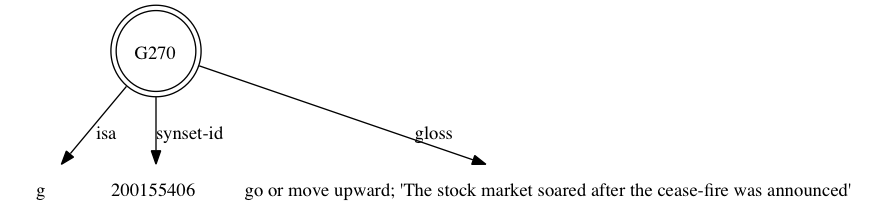 G270
isa
synset-id
gloss
g
200155406
go or move upward; 'The stock market soared after the cease-fire was announced'